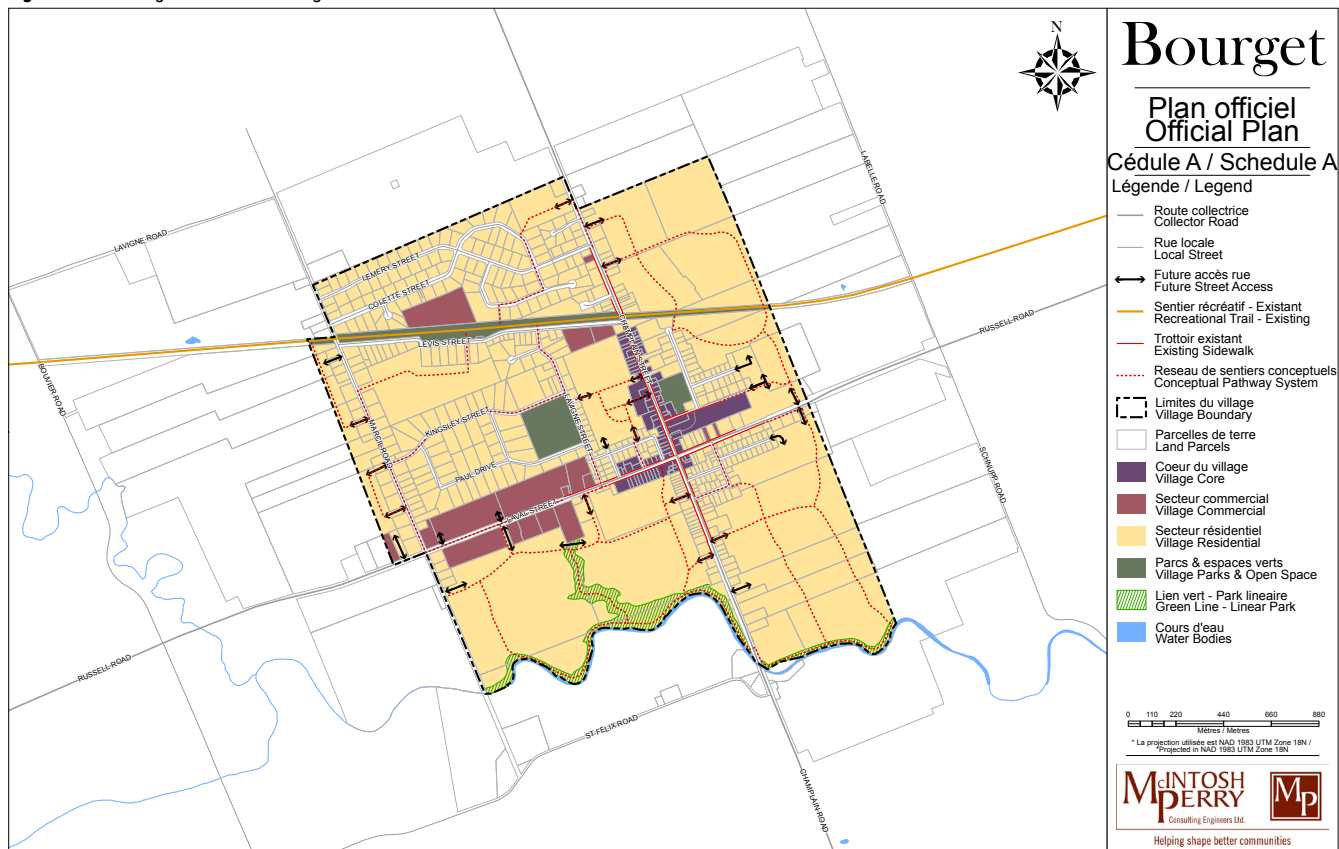 N
Bourget
Plan officiel
Official Plan
Cédule A / Schedule A
Légende / Legend
Route collectrice
Collector Road
Rue locale
Local Street
Future accès rue
Future Street Access
Sentier récréatif - Existant
Recreational Trail - Existing
Trottoir existant
Existing Sidewalk
Reseau de sentiers conceptuels
Conceptual Pathway System
Limites du village
Village Boundary
Parcelles de terre
Land Parcels
Coeur du village
Village Core
Secteur commercial
Village Commercial
Secteur résidentiel
Village Residential
Parcs & espaces verts
Village Parks & Open Space
Lien vert - Park lineaire
Green Line - Linear Park
Cours d'eau
Water Bodies
0 110 220 440 660 880
Mètres / Metres
* La projection utilisée est NAD 1983 UTM Zone 18N /
*Projected in NAD 1983 UTM Zone 18N
McINTOSH
PERRY
Consulting Engineers Ltd.
MP
Helping shape better communities
LAVIGNE ROAD
LABELLE ROAD
LEMERY STREET
COLETTE STREET
LEVIS STREET
CHAMPLAIN STREET
RUSSELL ROAD
BOUVIER ROAD
MARCIL ROAD
KINGSLEY STREET
LAVIGNE STREET
PAUL DRIVE
LAVAL STREET
SCHNUPP ROAD
RUSSELL ROAD
ST FELIX ROAD
CHAMPLAIN ROAD